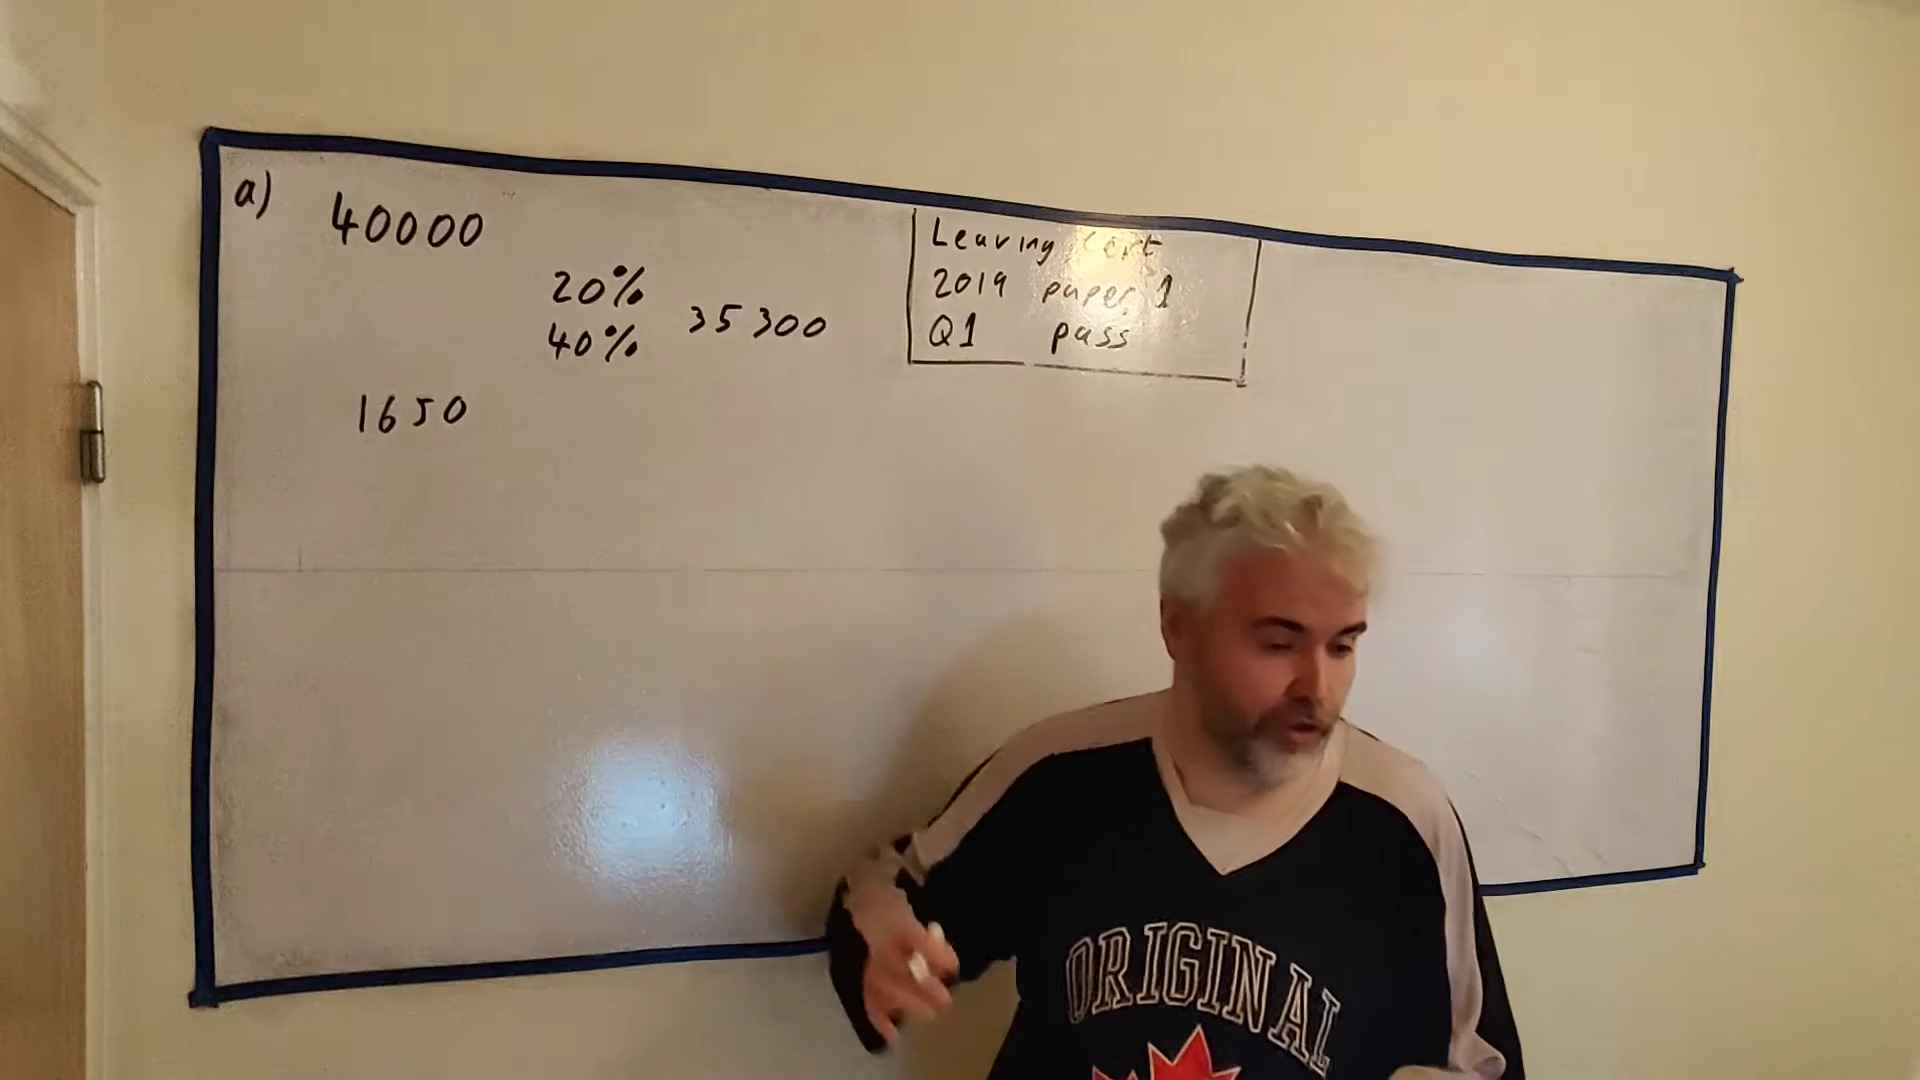 a) 40000
20%
40% 35300
1650
Leaving Cert
2019 paper 1
Q1 pass
ORIGINAL